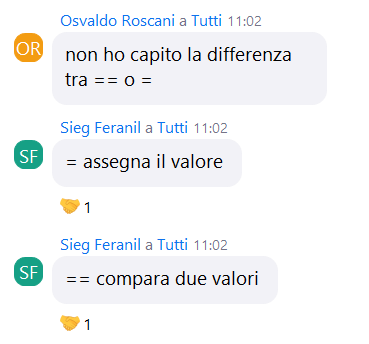 Osvaldo Roscani a Tutti 11:02
OR
non ho capito la differenza
tra == o =
Sieg Feranil a Tutti 11:02
SF
= assegna il valore
🤝 1
Sieg Feranil a Tutti 11:02
SF
== compara due valori
🤝 1